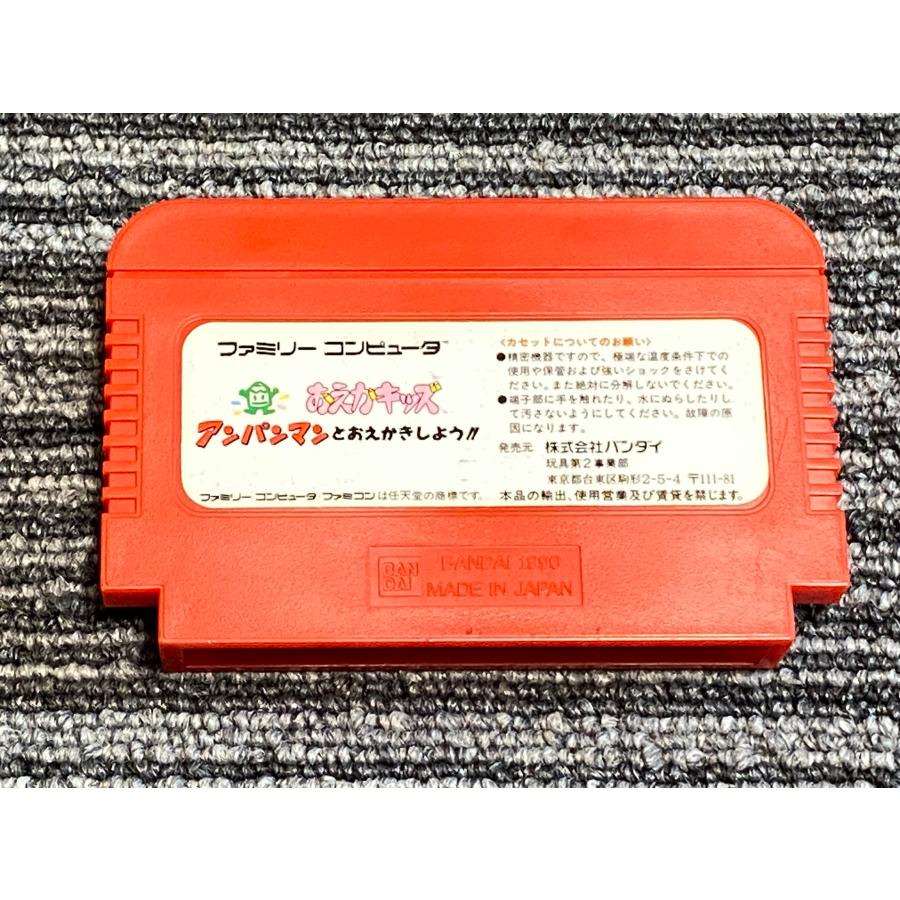 ファミリー コンピュータ™
おえかキッズ
アンパンマンとおえかきしよう!!
ファミリー コンピュータ ファミコンは任天堂の商標です。
〈カセットについてのお願い〉
●精密機器ですので、極端な温度条件下での
使用や保管および強いショックをさけてく
ださい。また絶対に分解しないでください。
●端子部に手を触れたり、水にぬらしたりし
て汚さないようにしてください。故障の原
因になります。
発売元 株式会社バンダイ
玩具第2事業部
東京都台東区駒形2-5-4 〒111-81
本品の輸出、使用営業及び賃貸を禁じます。
BAN
DAI
BANDAI 1990
MADE IN JAPAN